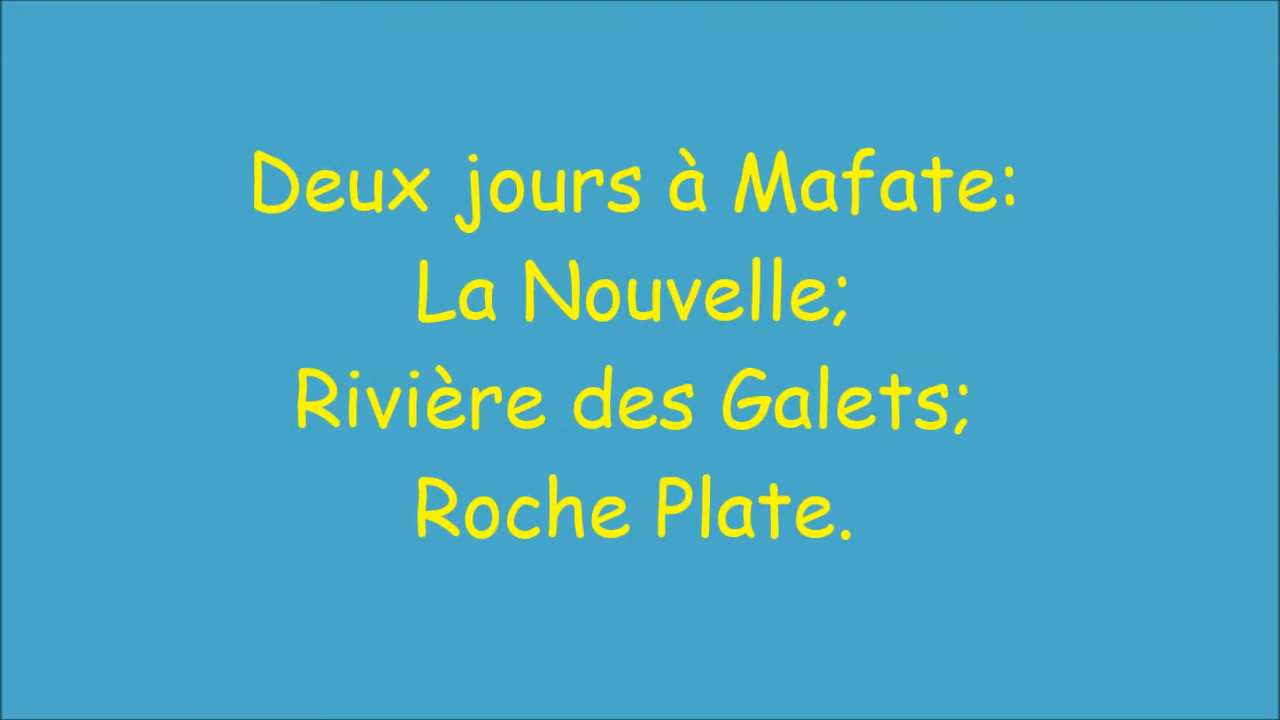 Deux jours à Mafate:
La Nouvelle;
Rivière des Galets;
Roche Plate.